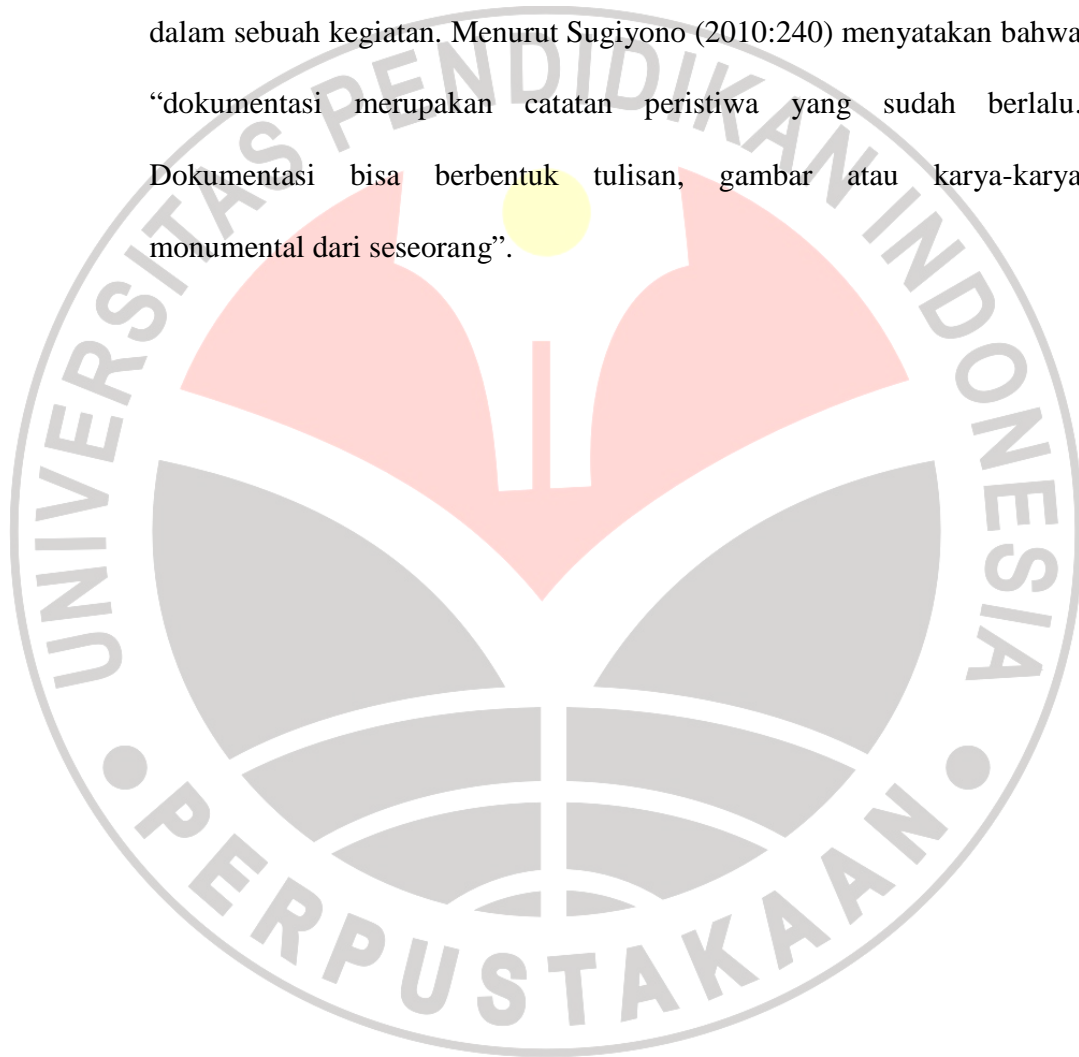 dalam sebuah kegiatan. Menurut Sugiyono (2010:240) menyatakan bahwa
“dokumentasi merupakan catatan peristiwa yang sudah berlalu.
Dokumentasi bisa berbentuk tulisan, gambar atau karya-karya
monumental dari seseorang”.
UNIVERSITAS PENDIDIKAN INDONESIA
PERPUSTAKAAN